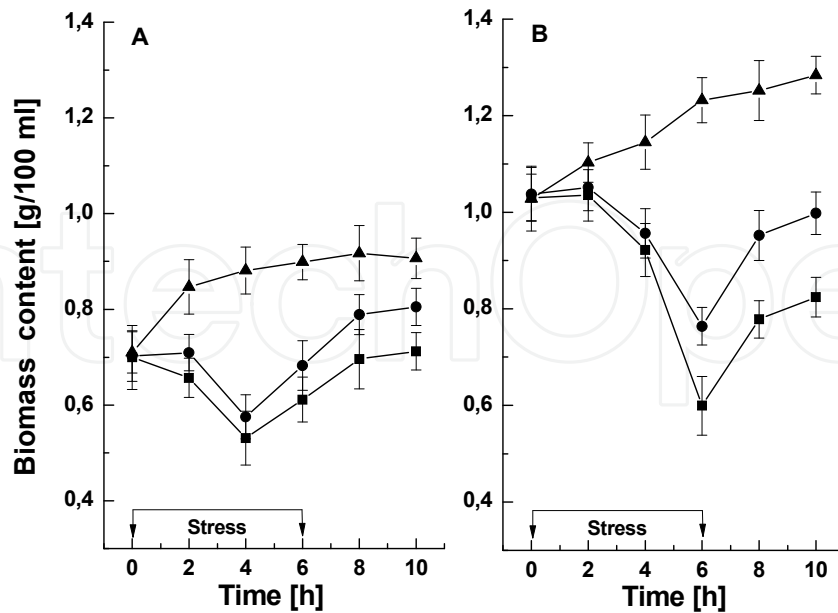 A
B
Biomass content [g/100 ml]
1,4
1,2
1,0
0,8
0,6
0,4
1,4
1,2
1,0
0,8
0,6
0,4
Stress
Stress
0 2 4 6 8 10
0 2 4 6 8 10
Time [h]
Time [h]
ntechOpe